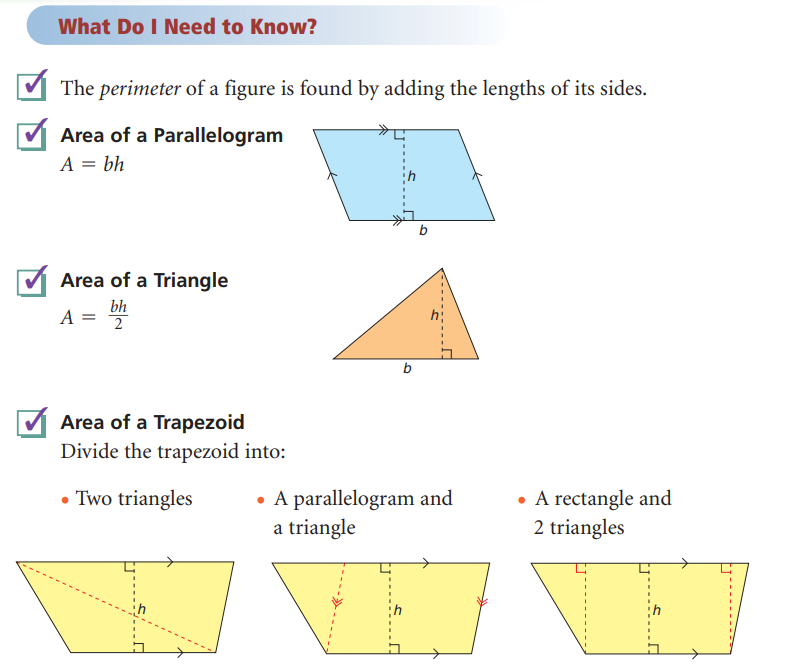 What Do I Need to Know?
The perimeter of a figure is found by adding the lengths of its sides.
Area of a Parallelogram
A = bh
h
b
Area of a Triangle
A = bh/2
h
b
Area of a Trapezoid
Divide the trapezoid into:
• Two triangles
• A parallelogram and
a triangle
• A rectangle and
2 triangles
h
h
h